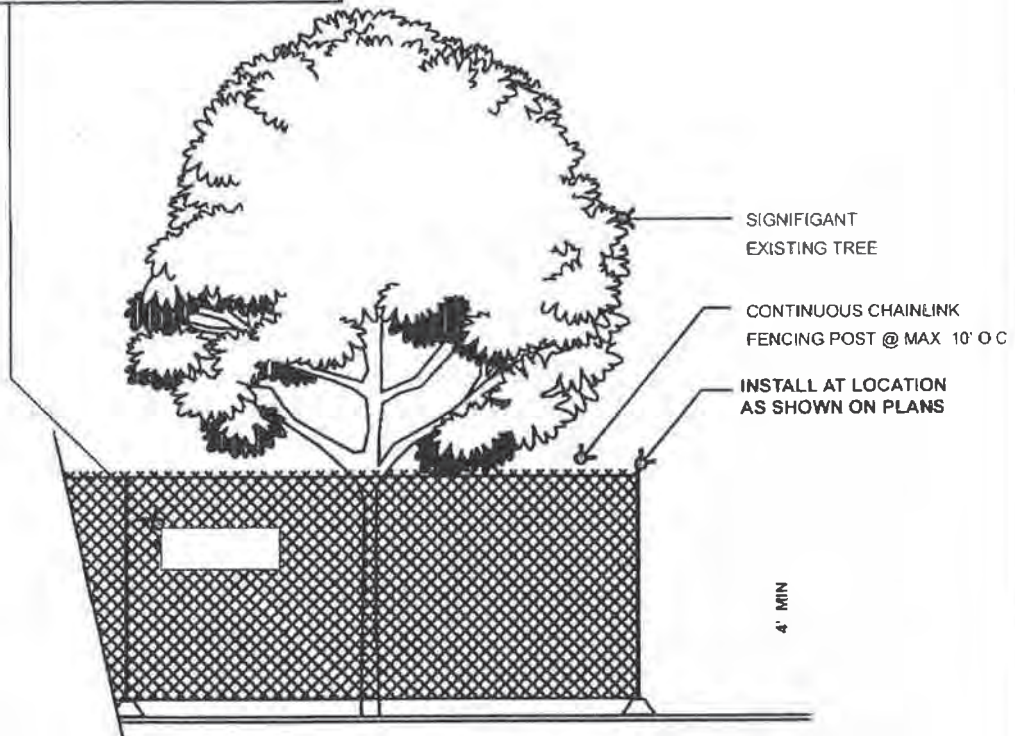 SIGNIFIGANT
EXISTING TREE
CONTINUOUS CHAINLINK
FENCING POST @ MAX 10' O C
INSTALL AT LOCATION
AS SHOWN ON PLANS
4' MIN